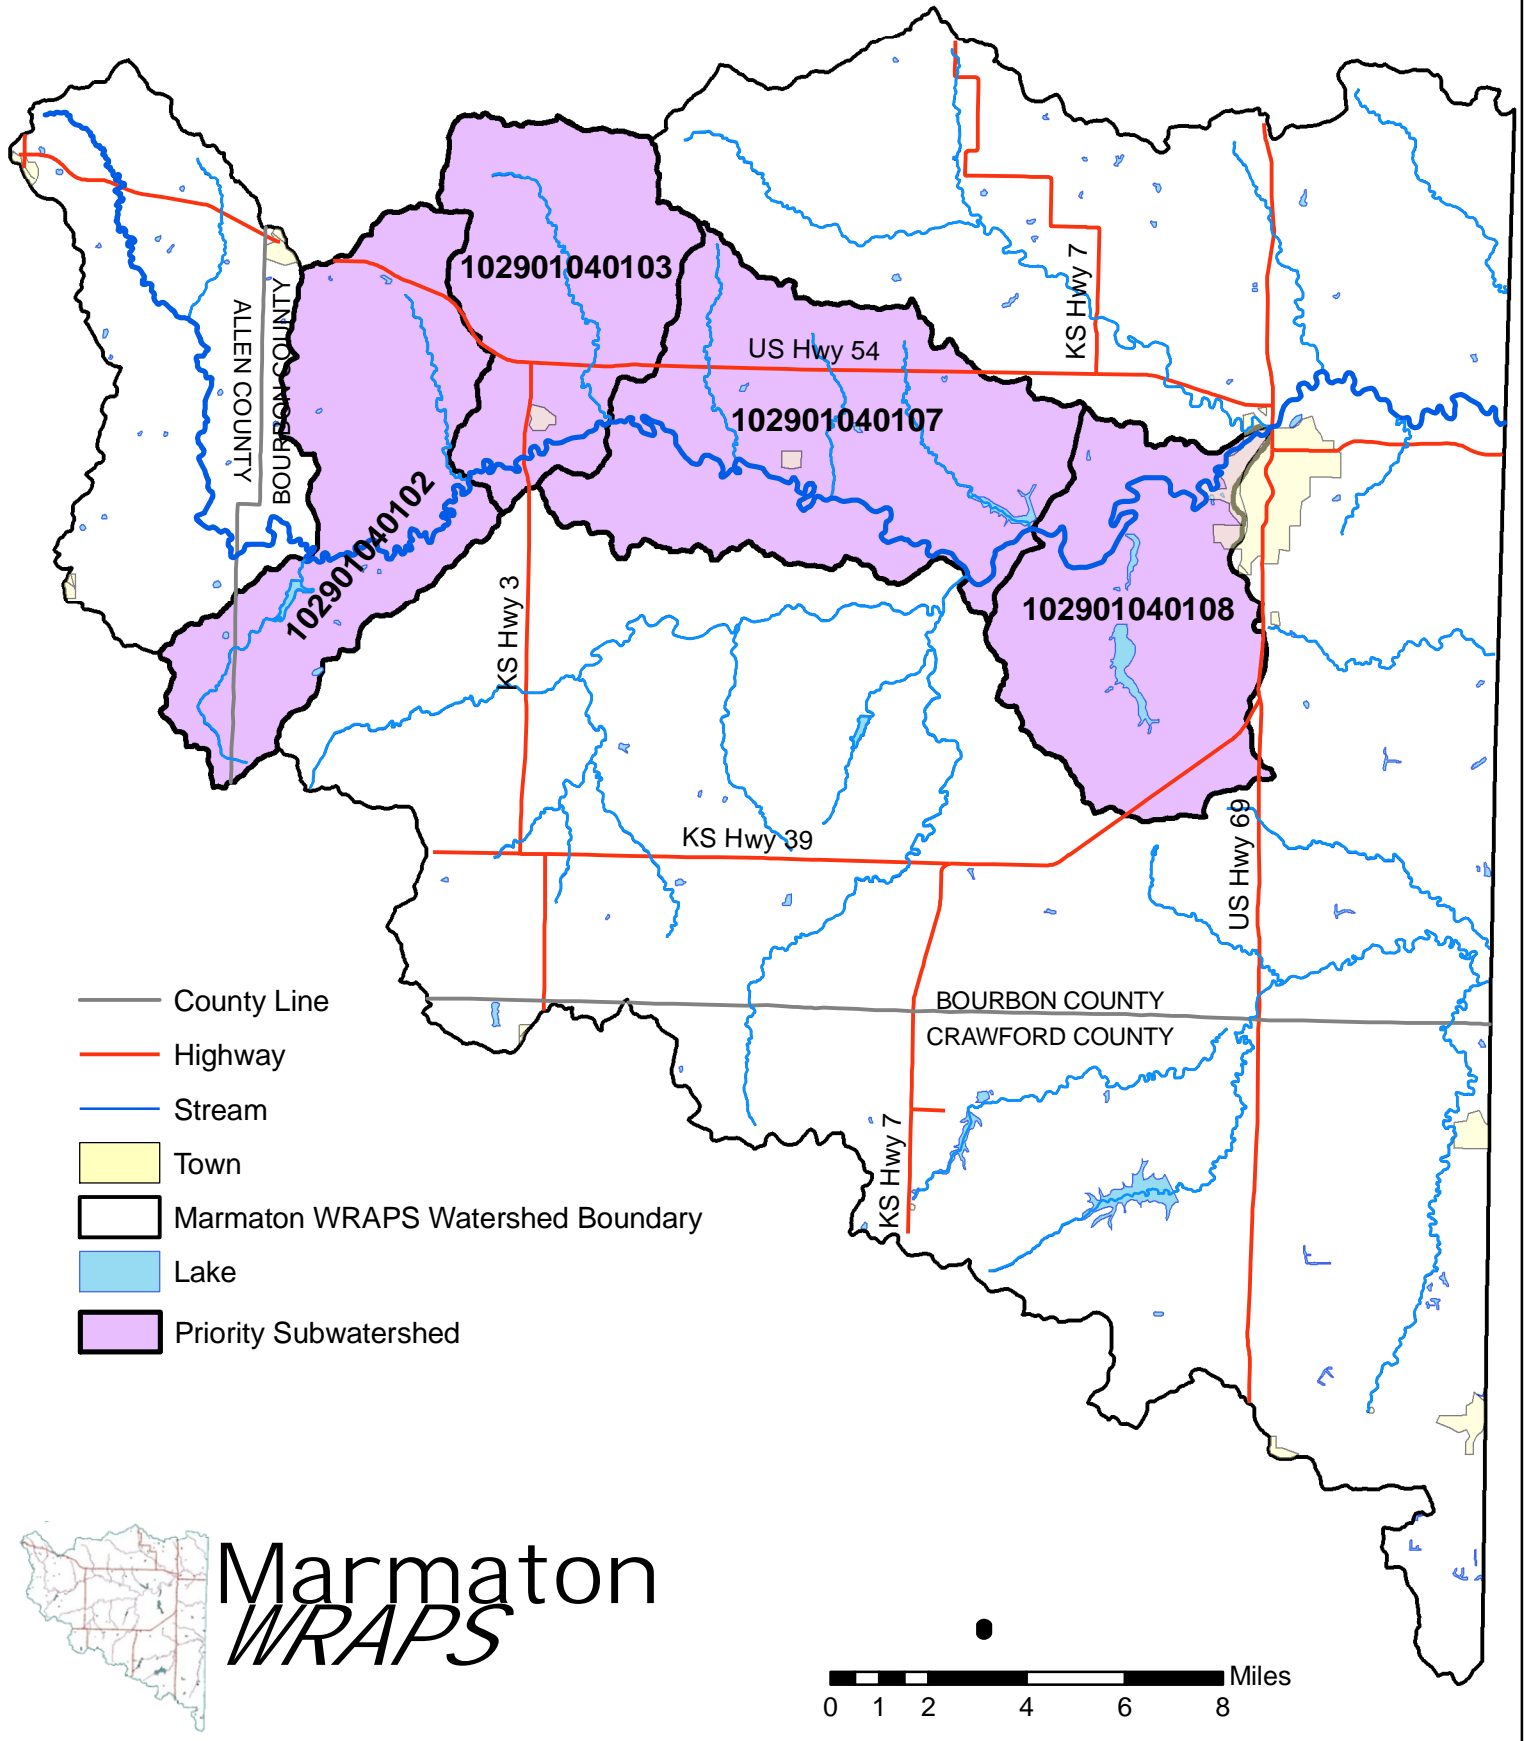 102901040103
KS Hwy 7
ALLEN COUNTY
BOURBON COUNTY
US Hwy 54
102901040107
102901040102
KS Hwy 3
102901040108
KS Hwy 39
US Hwy 69
BOURBON COUNTY
CRAWFORD COUNTY
KS Hwy 7
County Line
Highway
Stream
Town
Marmaton WRAPS Watershed Boundary
Lake
Priority Subwatershed
Marmaton
WRAPS
Miles
0 1 2 4 6 8